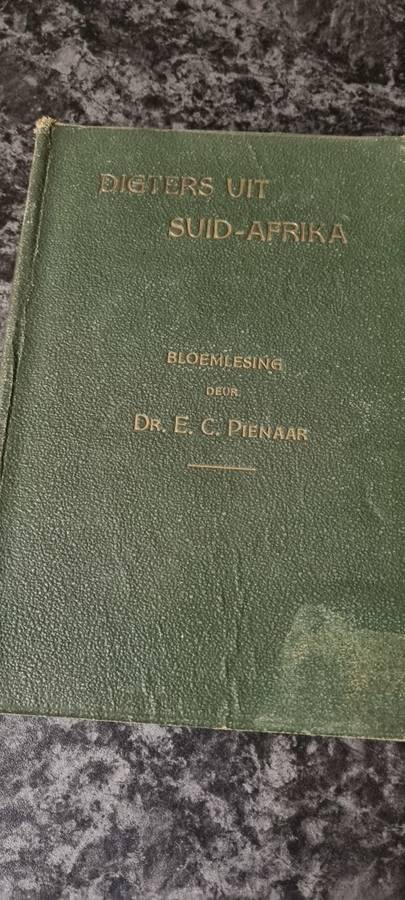 DIGTERS UIT
SUID-AFRIKA
BLOEMLESING
DEUR
DR. E. C. PIENAAR